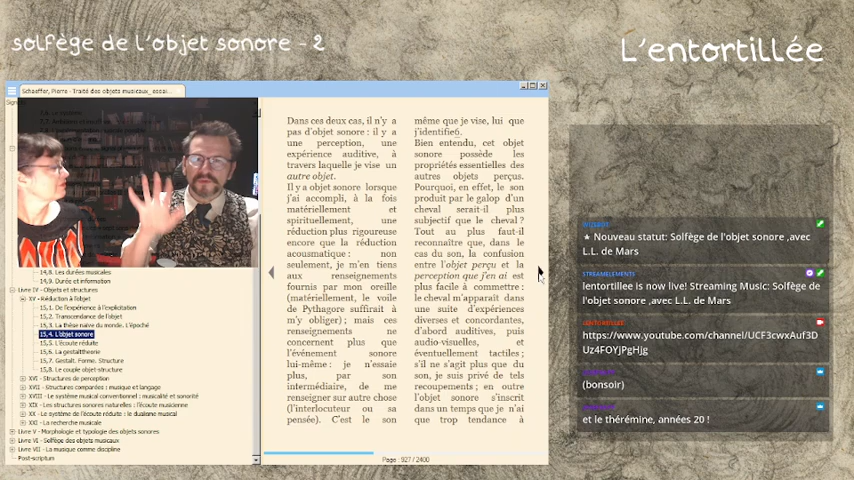 solfège de l'objet sonore - 2
L'entortillée
Schaeffer, Pierre - Traité des objets musicaux_ essai...
14,8. Les durées musicales
Livre IV - Objets et structures
XV - Réduction à l'objet
15,1. De l'expérience à l'explicitation
15,2. Transcendance de l'objet
15,3. La thèse naïve du monde. L'époché
15,4. L'objet sonore
15,5. L'écoute réduite
15,6. La gestalttheorie
15,7. Gestalt. Forme, Structure
15,8. Le couple objet-structure
XVI - Structures de perception
XVII - Structures comparées : musique et langage
XVIII - Le système musical conventionnel : musicalité et sonorité
XIX - Les structures sonores naturelles : l'écoute musicienne
XX - Le système de l'écoute réduite : le dualisme musical
XXI - La recherche musicale
Livre V - Morphologie et typologie des objets sonores
Livre VI - Solfège des objets musicaux
Livre VII - La musique comme discipline
Post-scriptum
Dans ces deux cas, il n'y a
pas d'objet sonore : il y a
une perception, une
expérience auditive, à
travers laquelle je vise un
autre objet.
Il y a objet sonore lorsque
j'ai accompli, à la fois
matériellement et
spirituellement, une
réduction plus rigoureuse
encore que la réduction
acousmatique : non
seulement, je m'en tiens
aux renseignements
fournis par mon oreille
(matériellement, le voile
de Pythagore suffirait à
m'y obliger) ; mais ces
renseignements ne
concernent plus que
l'événement sonore
lui-même : je n'essaie
plus, par son
intermédiaire, de me
renseigner sur autre chose
(l'interlocuteur ou sa
pensée). C'est le son
même que je vise, lui que
j'identifie6.
Bien entendu, cet objet
sonore possède les
propriétés essentielles des
autres objets perçus.
Pourquoi, en effet, le son
produit par le galop d'un
cheval serait-il plus
subjectif que le cheval ?
Tout au plus faut-il
reconnaître que, dans le
cas du son, la confusion
entre l'objet perçu et la
perception que j'en ai est
plus facile à commettre :
le cheval m'apparaît dans
une suite d'expériences
diverses et concordantes,
d'abord auditives, puis
audio-visuelles, et
éventuellement tactiles ;
s'il ne s'agit plus que du
son, je suis privé de tels
recoupements ; en outre
l'objet sonore s'inscrit
dans un temps que je n'ai
que trop tendance à
Page : 927 / 2400
★ Nouveau statut: Solfège de l'objet sonore ,avec
L.L. de Mars
STREAMELEMENTS
lentortillee is now live! Streaming Music: Solfège de
l'objet sonore ,avec L.L. de Mars
LENTORTILLEE
https://www.youtube.com/channel/UCF3cwxAuf3D
Uz4FOYJPgHJg
(bonsoir)
et le thérémine, années 20 !